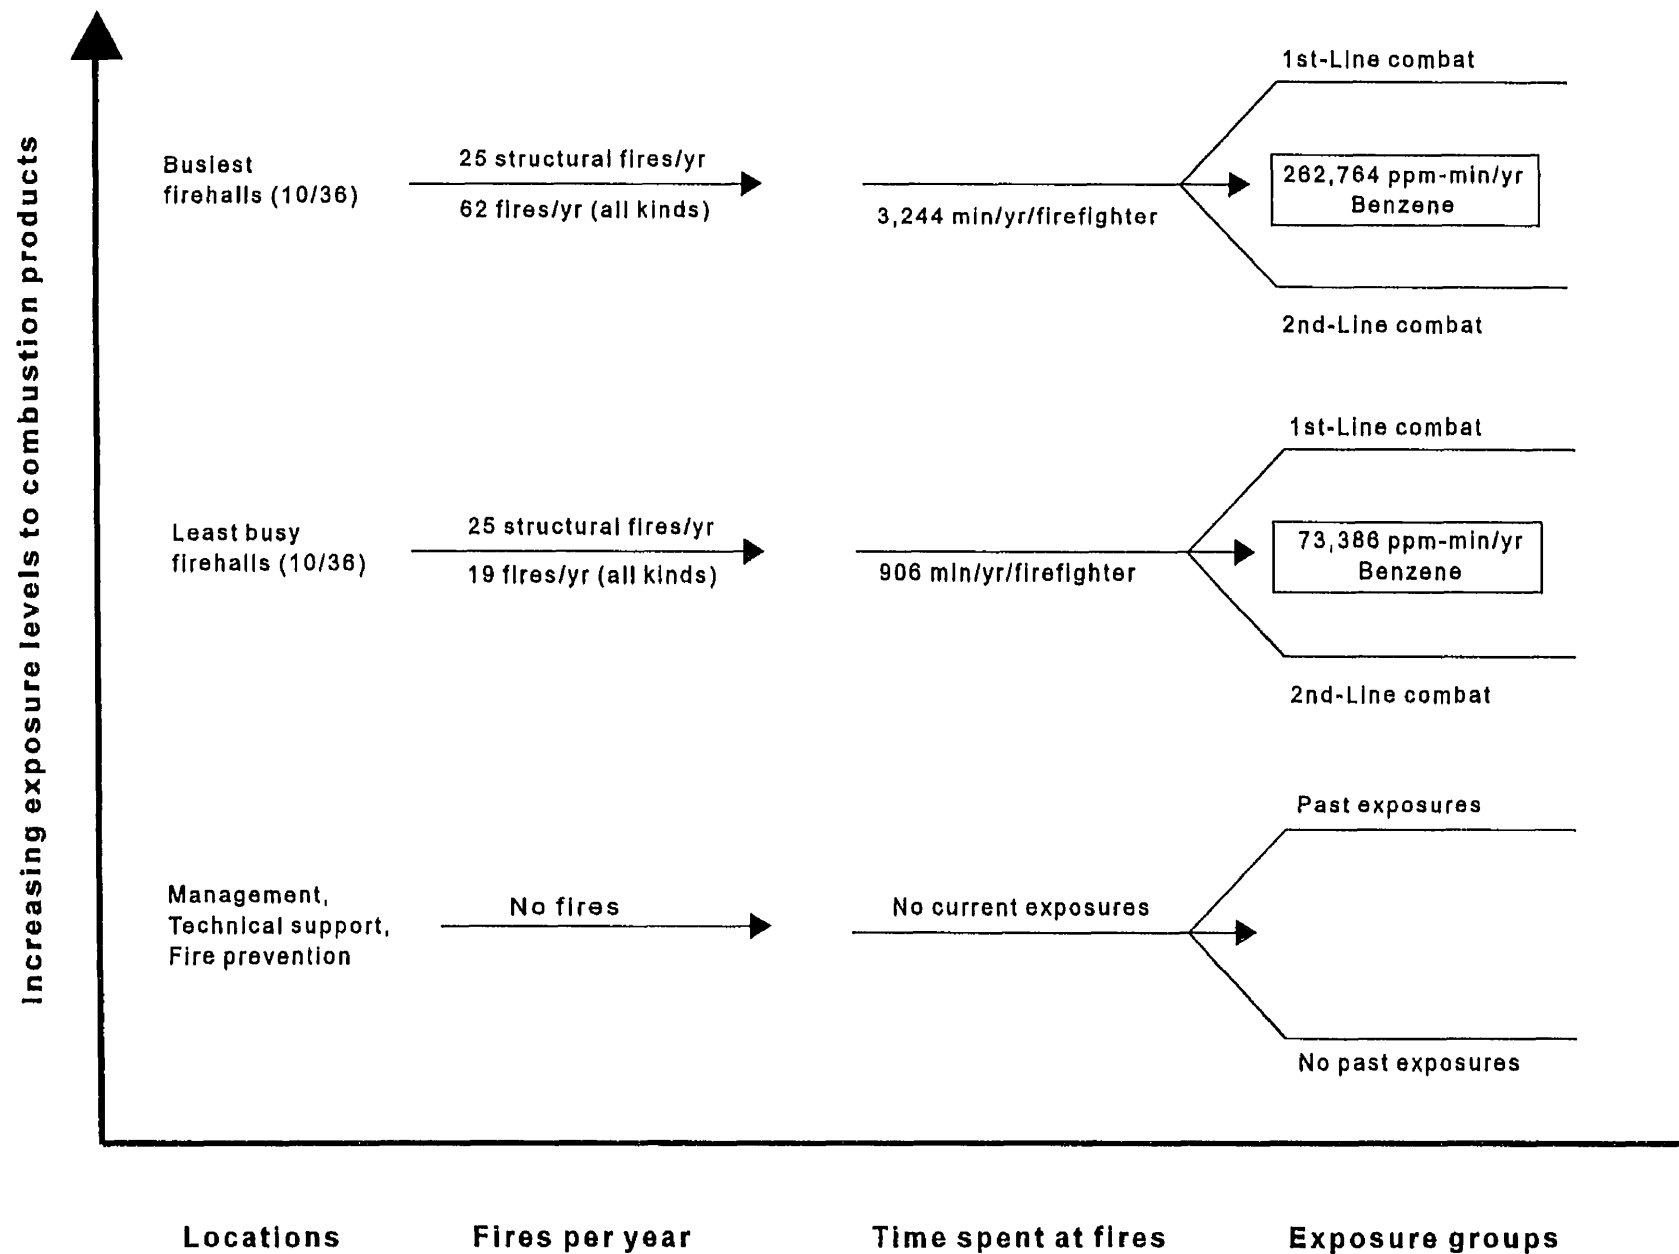 Increasing exposure levels to combustion products
1st-Line combat
Busiest
firehalls (10/36)
25 structural fires/yr
62 fires/yr (all kinds)
3,244 min/yr/firefighter
262,764 ppm-min/yr
Benzene
2nd-Line combat
1st-Line combat
Least busy
firehalls (10/36)
25 structural fires/yr
19 fires/yr (all kinds)
906 min/yr/firefighter
73,386 ppm-min/yr
Benzene
2nd-Line combat
Past exposures
Management,
Technical support,
Fire prevention
No fires
No current exposures
No past exposures
Locations
Fires per year
Time spent at fires
Exposure groups